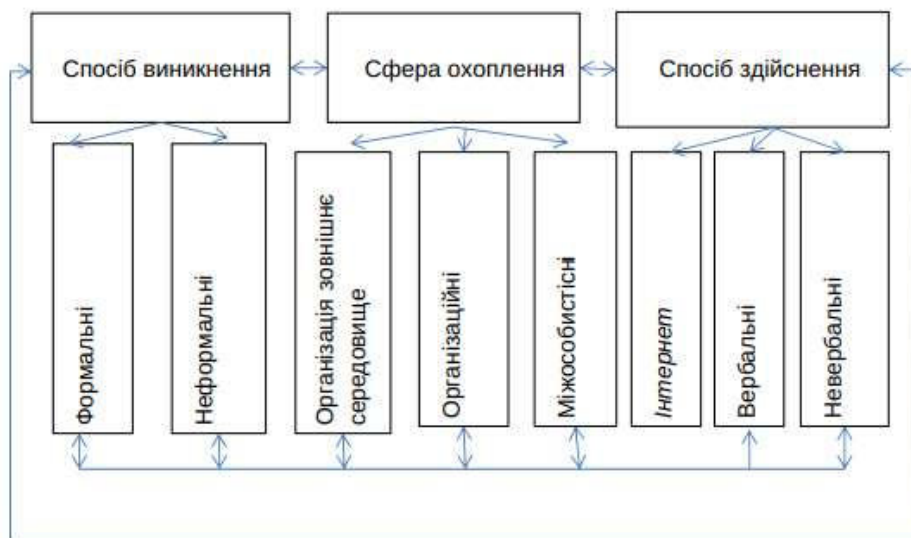 Спосіб виникнення
Сфера охоплення
Спосіб здійснення
Формальні
Неформальні
Організація зовнішнє
середовище
Організаційні
Міжособистісні
Інтернет
Вербальні
Невербальні